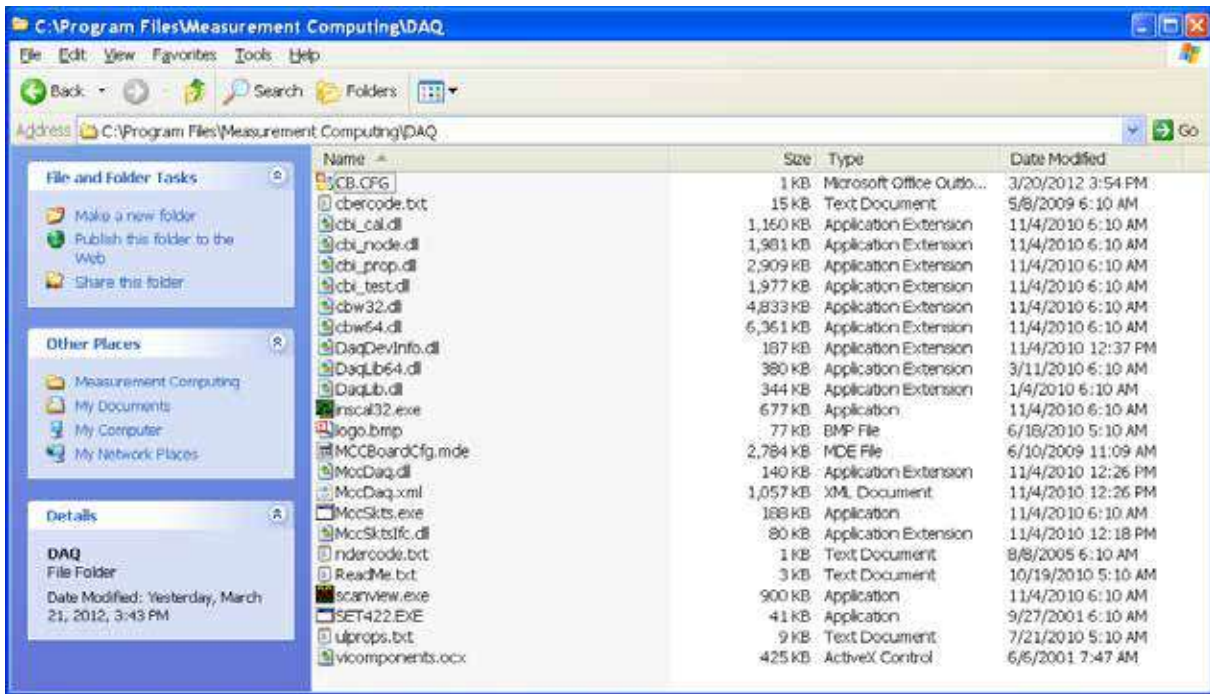 C:\Program Files\Measurement Computing\DAQ
File Edit View Favorites Tools Help
Back Search Folders
Address C:\Program Files\Measurement Computing\DAQ Go
File and Folder Tasks
Make a new folder
Publish this folder to the
Web
Share this folder
Other Places
Measurement Computing
My Documents
My Computer
My Network Places
Details
DAQ
File Folder
Date Modified: Yesterday, March
21, 2012, 3:43 PM
Name Size Type Date Modified
CB.CFG 1 KB Microsoft Office Outlo... 3/20/2012 3:54 PM
cbercode.txt 15 KB Text Document 5/8/2009 6:10 AM
cbi_cal.dll 1,160 KB Application Extension 11/4/2010 6:10 AM
cbi_node.dll 1,981 KB Application Extension 11/4/2010 6:10 AM
cbi_prop.dll 2,909 KB Application Extension 11/4/2010 6:10 AM
cbi_test.dll 1,977 KB Application Extension 11/4/2010 6:10 AM
cbw32.dll 4,833 KB Application Extension 11/4/2010 6:10 AM
cbw64.dll 6,351 KB Application Extension 11/4/2010 6:10 AM
DaqDevInfo.dll 187 KB Application Extension 11/4/2010 12:37 PM
DaqLib64.dll 380 KB Application Extension 3/11/2010 6:10 AM
DaqLib.dll 344 KB Application Extension 1/4/2010 6:10 AM
inscal32.exe 677 KB Application 11/4/2010 6:10 AM
logo.bmp 77 KB BMP File 6/18/2010 5:10 AM
MCCBoardCfg.mde 2,784 KB MDE File 6/10/2009 11:09 AM
MccDaq.dll 140 KB Application Extension 11/4/2010 12:26 PM
MccDaq.xml 1,057 KB XML Document 11/4/2010 12:26 PM
MccSkts.exe 188 KB Application 11/4/2010 6:10 AM
MccSktsIfc.dll 80 KB Application Extension 11/4/2010 12:18 PM
ndercode.txt 1 KB Text Document 8/8/2005 6:10 AM
ReadMe.txt 3 KB Text Document 10/19/2010 5:10 AM
scanview.exe 900 KB Application 11/4/2010 6:10 AM
SET422.EXE 41 KB Application 9/27/2001 6:10 AM
ulprops.txt 9 KB Text Document 7/21/2010 5:10 AM
vicomponents.ocx 425 KB ActiveX Control 6/6/2001 7:47 AM